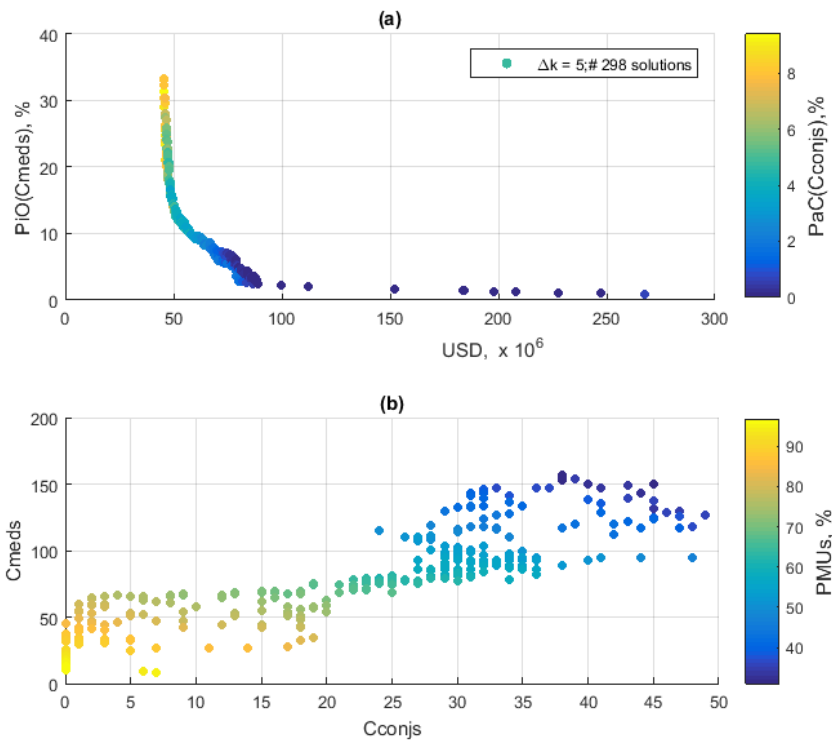 (a)
40
30
20
10
0
PiO(Cmeds), %
Δk = 5;# 298 solutions
0 50 100 150 200 250 300
USD, x 10^6
8
6
4
2
0
PaC(Cconjs),%
(b)
200
150
100
50
0
Cmeds
0 5 10 15 20 25 30 35 40 45 50
Cconjs
90
80
70
60
50
40
PMUs, %